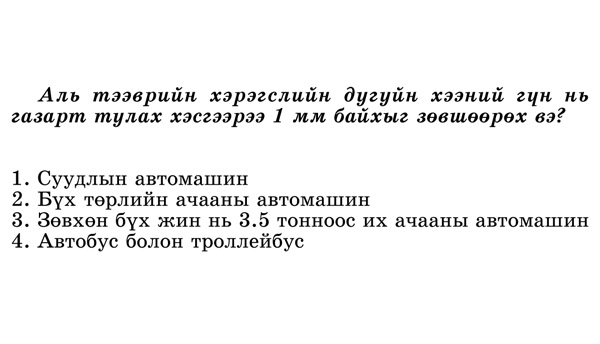 Аль тээврийн хэрэгслийн дугуйн хээний гүн нь
газарт тулах хэсгээрээ 1 мм байхыг зөвшөөрөх вэ?
1. Суудлын автомашин
2. Бүх төрлийн ачааны автомашин
3. Зөвхөн бүх жин нь 3.5 тонноос их ачааны автомашин
4. Автобус болон троллейбус